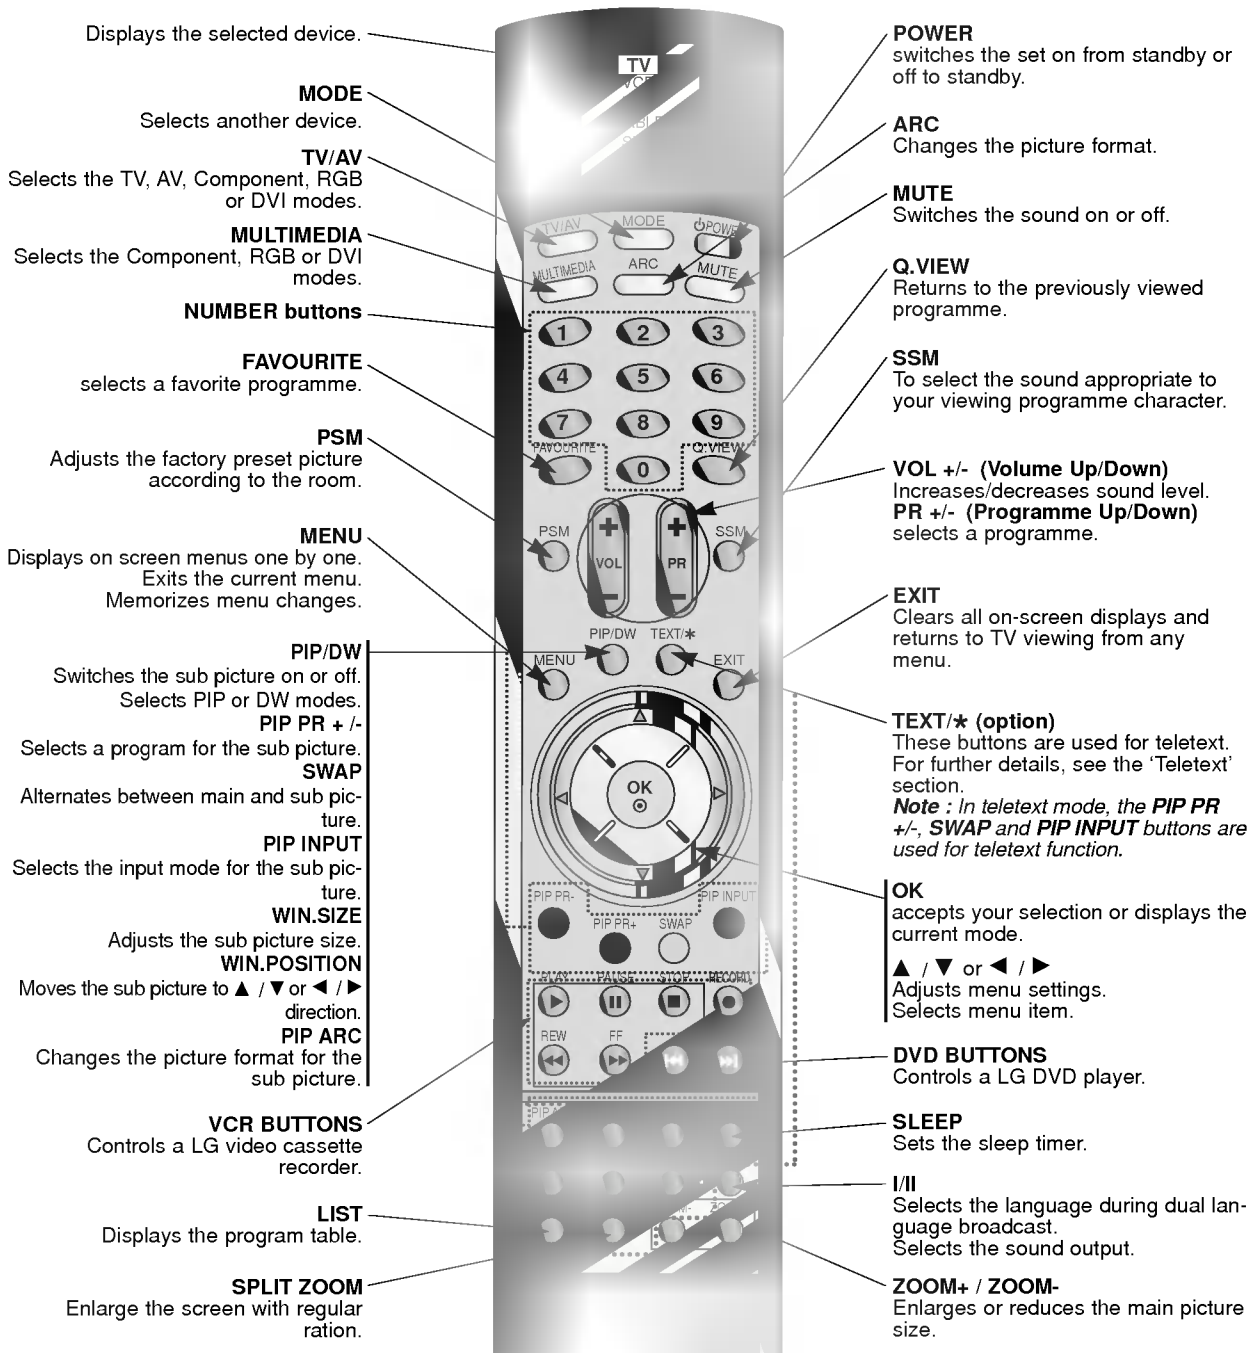 Displays the selected device.
MODE
Selects another device.
TV/AV
Selects the TV, AV, Component, RGB
or DVI modes.
MULTIMEDIA
Selects the Component, RGB or DVI
modes.
NUMBER buttons
FAVOURITE
selects a favorite programme.
PSM
Adjusts the factory preset picture
according to the room.
MENU
Displays on screen menus one by one.
Exits the current menu.
Memorizes menu changes.
PIP/DW
Switches the sub picture on or off.
Selects PIP or DW modes.
PIP PR + /-
Selects a program for the sub picture.
SWAP
Alternates between main and sub pic-
ture.
PIP INPUT
Selects the input mode for the sub pic-
ture.
WIN.SIZE
Adjusts the sub picture size.
WIN.POSITION
Moves the sub picture to ▲ / ▼ or ◀ / ▶
direction.
PIP ARC
Changes the picture format for the
sub picture.
VCR BUTTONS
Controls a LG video cassette
recorder.
LIST
Displays the program table.
SPLIT ZOOM
Enlarge the screen with regular
ration.
TV
VCR
TV/AV
MODE
POWER
MULTIMEDIA
ARC
MUTE
1
2
3
4
5
6
7
8
9
FAVOURITE
0
Q.VIEW
PSM
+
VOL
−
+
PR
−
SSM
PIP/DW
TEXT/*
MENU
EXIT
OK
PIP PR-
PIP PR+
SWAP
PIP INPUT
PLAY
PAUSE
STOP
RECORD
REW
FF
POWER
switches the set on from standby or
off to standby.
ARC
Changes the picture format.
MUTE
Switches the sound on or off.
Q.VIEW
Returns to the previously viewed
programme.
SSM
To select the sound appropriate to
your viewing programme character.
VOL +/- (Volume Up/Down)
Increases/decreases sound level.
PR +/- (Programme Up/Down)
selects a programme.
EXIT
Clears all on-screen displays and
returns to TV viewing from any
menu.
TEXT/* (option)
These buttons are used for teletext.
For further details, see the ‘Teletext’
section.
Note : In teletext mode, the PIP PR
+/-, SWAP and PIP INPUT buttons are
used for teletext function.
OK
accepts your selection or displays the
current mode.
▲ / ▼ or ◀ / ▶
Adjusts menu settings.
Selects menu item.
DVD BUTTONS
Controls a LG DVD player.
SLEEP
Sets the sleep timer.
I/II
Selects the language during dual lan-
guage broadcast.
Selects the sound output.
ZOOM+ / ZOOM-
Enlarges or reduces the main picture
size.